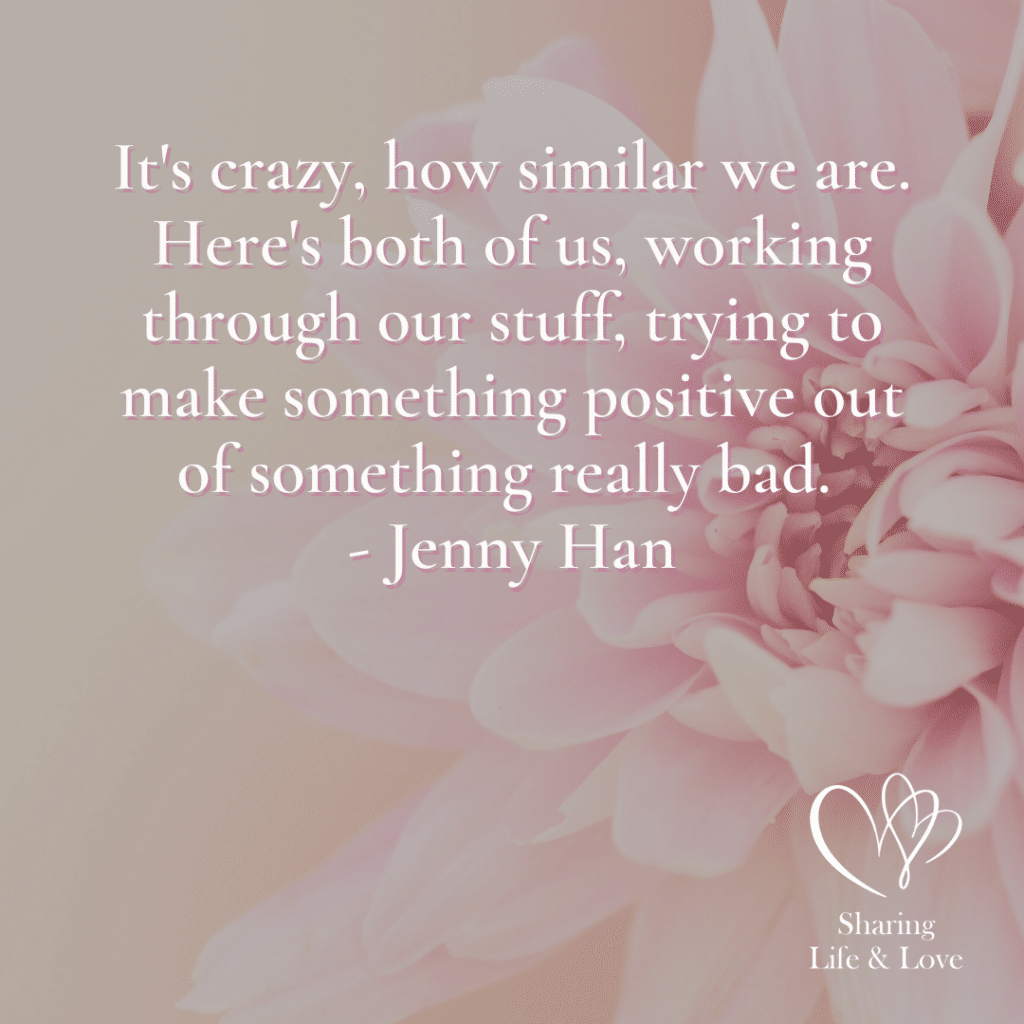 It's crazy, how similar we are.
Here's both of us, working
through our stuff, trying to
make something positive out
of something really bad.
- Jenny Han
Sharing
Life & Love